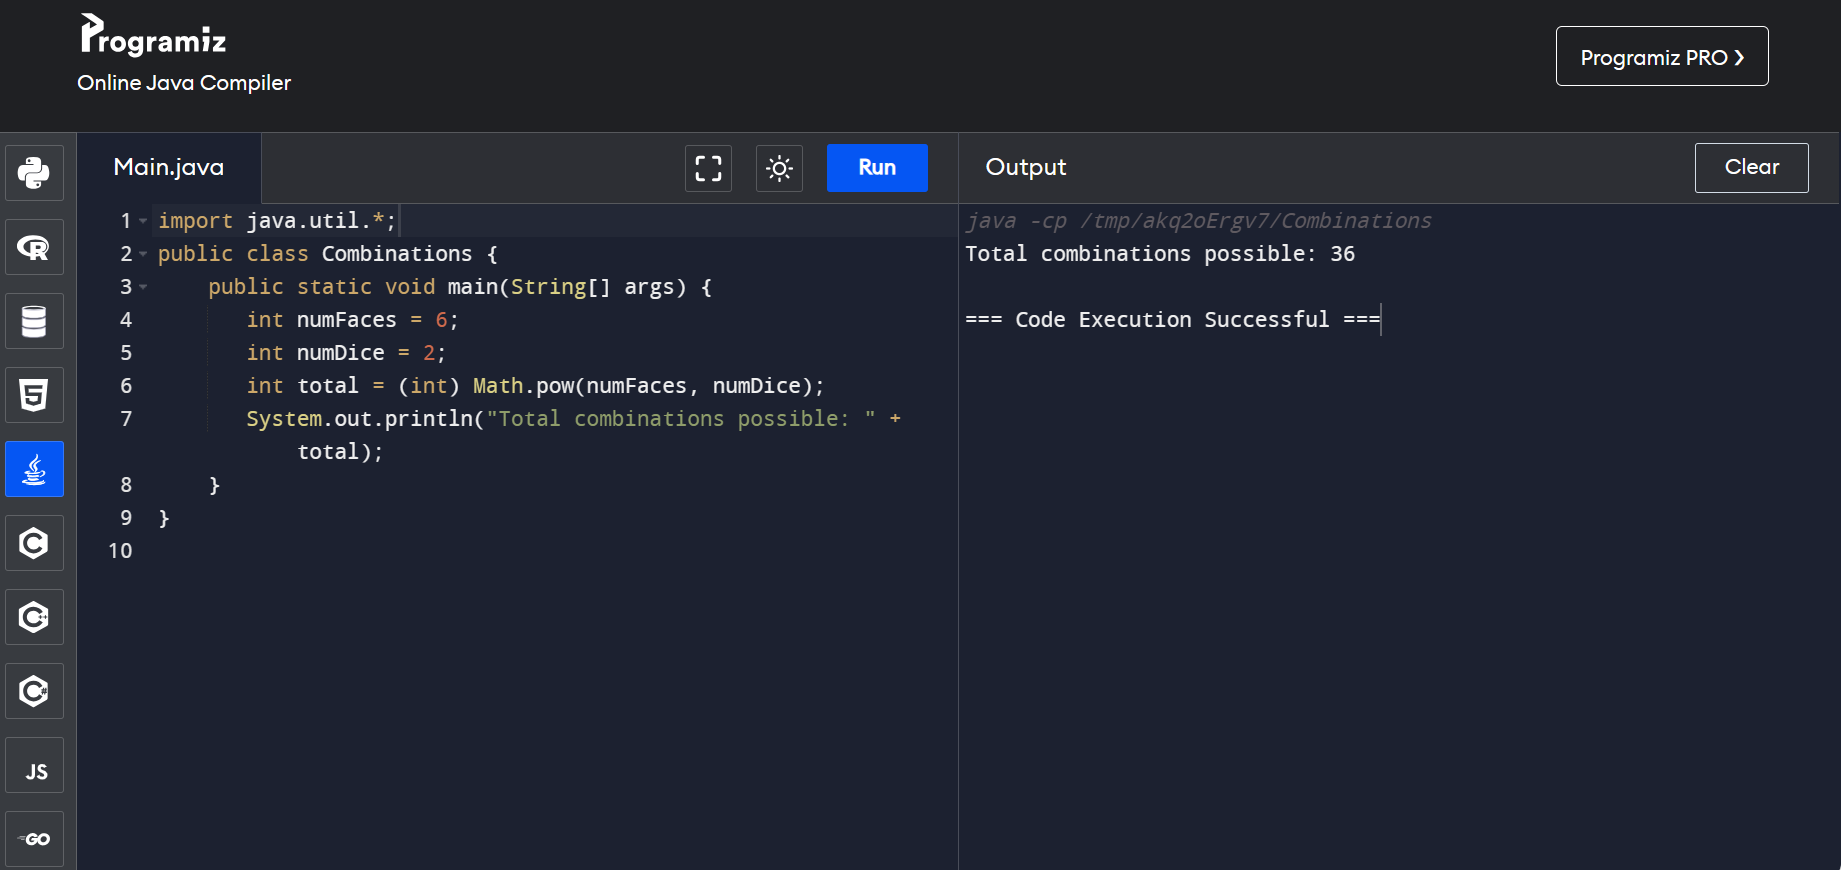 Programiz
Online Java Compiler
Programiz PRO ❯
Main.java
Run
Output
Clear
1 import java.util.*;
2 public class Combinations {
3     public static void main(String[] args) {
4        int numFaces = 6;
5        int numDice = 2;
6        int total = (int) Math.pow(numFaces, numDice);
7        System.out.println("Total combinations possible: " +
            total);
8     }
9 }
10
java -cp /tmp/akq2oErgv7/Combinations
Total combinations possible: 36
=== Code Execution Successful ===
R
5
C
C++
C#
JS
GO